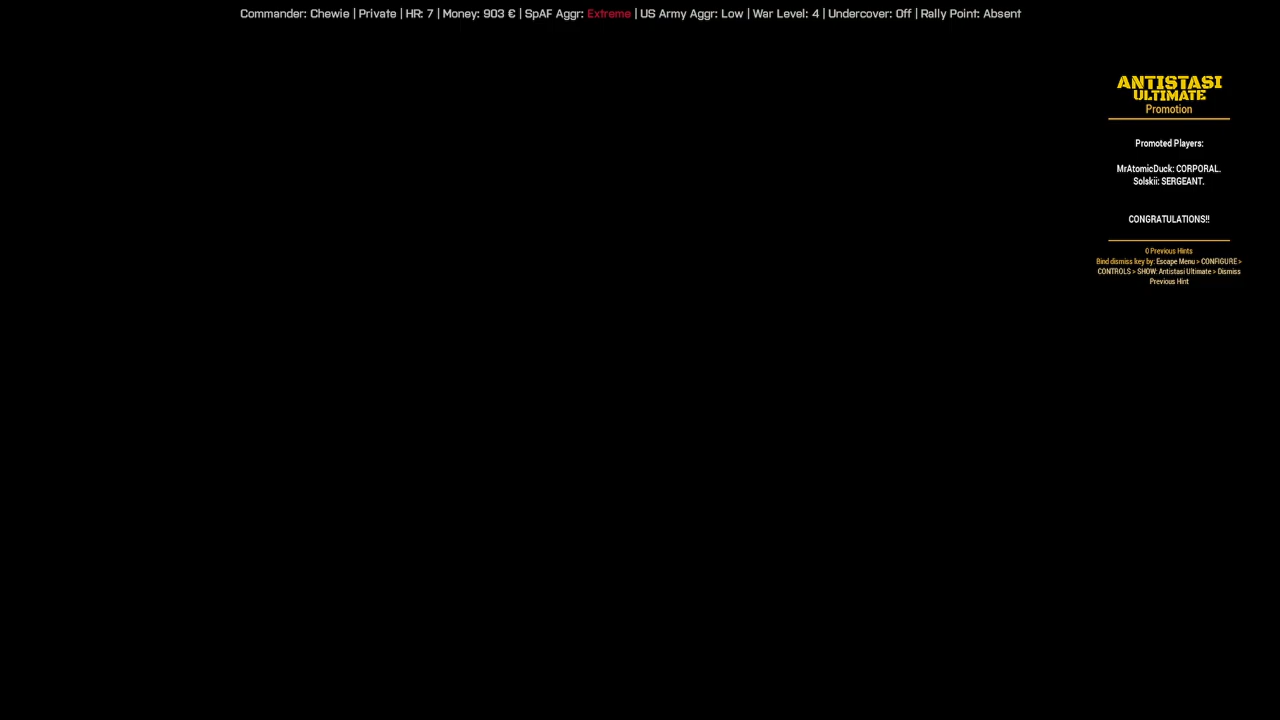 Commander: Chewie | Private | HR: 7 | Money: 903 € | SpAF Aggr: Extreme | US Army Aggr: Low | War Level: 4 | Undercover: Off | Rally Point: Absent
ANTISTASI
ULTIMATE
Promotion
Promoted Players:
MrAtomicDuck: CORPORAL.
Solskii: SERGEANT.
CONGRATULATIONS!!
0 Previous Hints
Bind dismiss key by: Escape Menu > CONFIGURE >
CONTROLS > SHOW: Antistasi Ultimate > Dismiss
Previous Hint